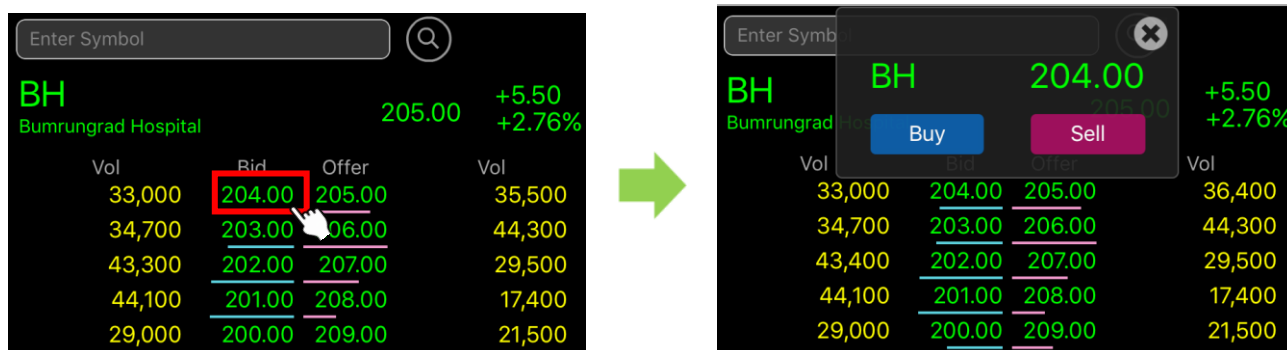 Enter Symbol
BH
205.00
+5.50
Bumrungrad Hospital
+2.76%
Vol Bid Offer Vol
33,000 204.00 205.00 35,500
34,700 203.00 206.00 44,300
43,300 202.00 207.00 29,500
44,100 201.00 208.00 17,400
29,000 200.00 209.00 21,500
Enter Symbol
BH 204.00
BH
205.00
+5.50
Bumrungrad Hos
+2.76%
Buy Sell
Vol Bid Offer Vol
33,000 204.00 205.00 36,400
34,700 203.00 206.00 44,300
43,400 202.00 207.00 29,500
44,100 201.00 208.00 17,400
29,000 200.00 209.00 21,500